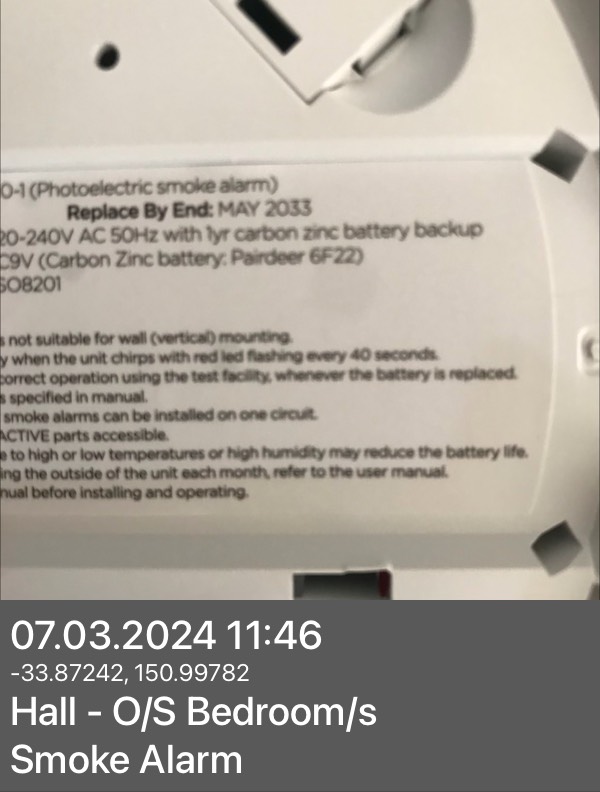 0-1 (Photoelectric smoke alarm)
Replace By End: MAY 2033
20-240V AC 50Hz with 1yr carbon zinc battery backup
C9V (Carbon Zinc battery: Pairdeer 6F22)
SO8201
s not suitable for wall (vertical) mounting.
y when the unit chirps with red led flashing every 40 seconds.
correct operation using the test facility, whenever the battery is replaced.
s specified in manual.
smoke alarms can be installed on one circuit.
ACTIVE parts accessible.
e to high or low temperatures or high humidity may reduce the battery life.
ing the outside of the unit each month, refer to the user manual.
nual before installing and operating.
07.03.2024 11:46
-33.87242, 150.99782
Hall - O/S Bedroom/s
Smoke Alarm